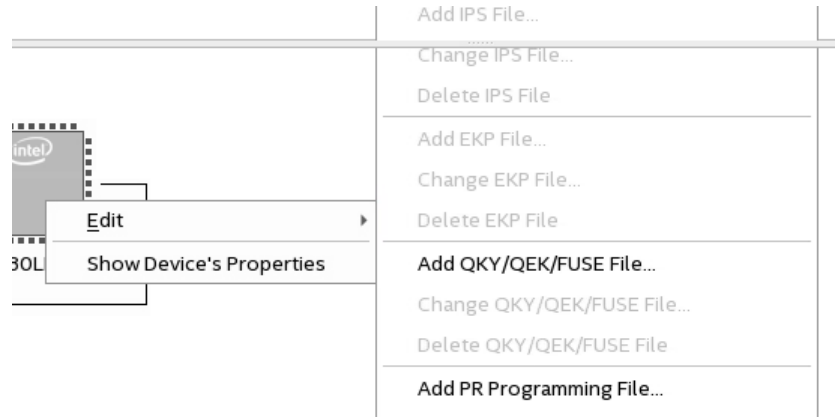 Add IPS File...
Change IPS File...
Delete IPS File
Add EKP File...
Change EKP File...
Delete EKP File
Add QKY/QEK/FUSE File...
Change QKY/QEK/FUSE File...
Delete QKY/QEK/FUSE File
Add PR Programming File...
intel
Edit
Show Device's Properties